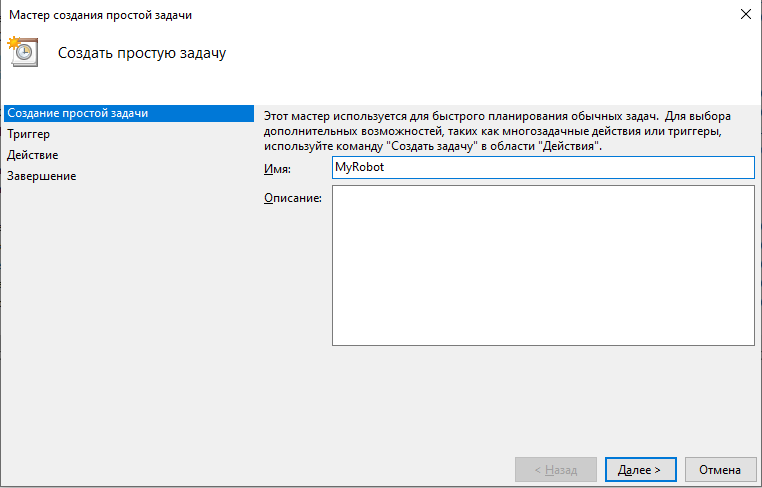 Мастер создания простой задачи
Создать простую задачу
Создание простой задачи
Триггер
Действие
Завершение
Этот мастер используется для быстрого планирования обычных задач. Для выбора
дополнительных возможностей, таких как многозадачные действия или триггеры,
используйте команду "Создать задачу" в области "Действия".
Имя: MyRobot
Описание:
< Назад Далее > Отмена